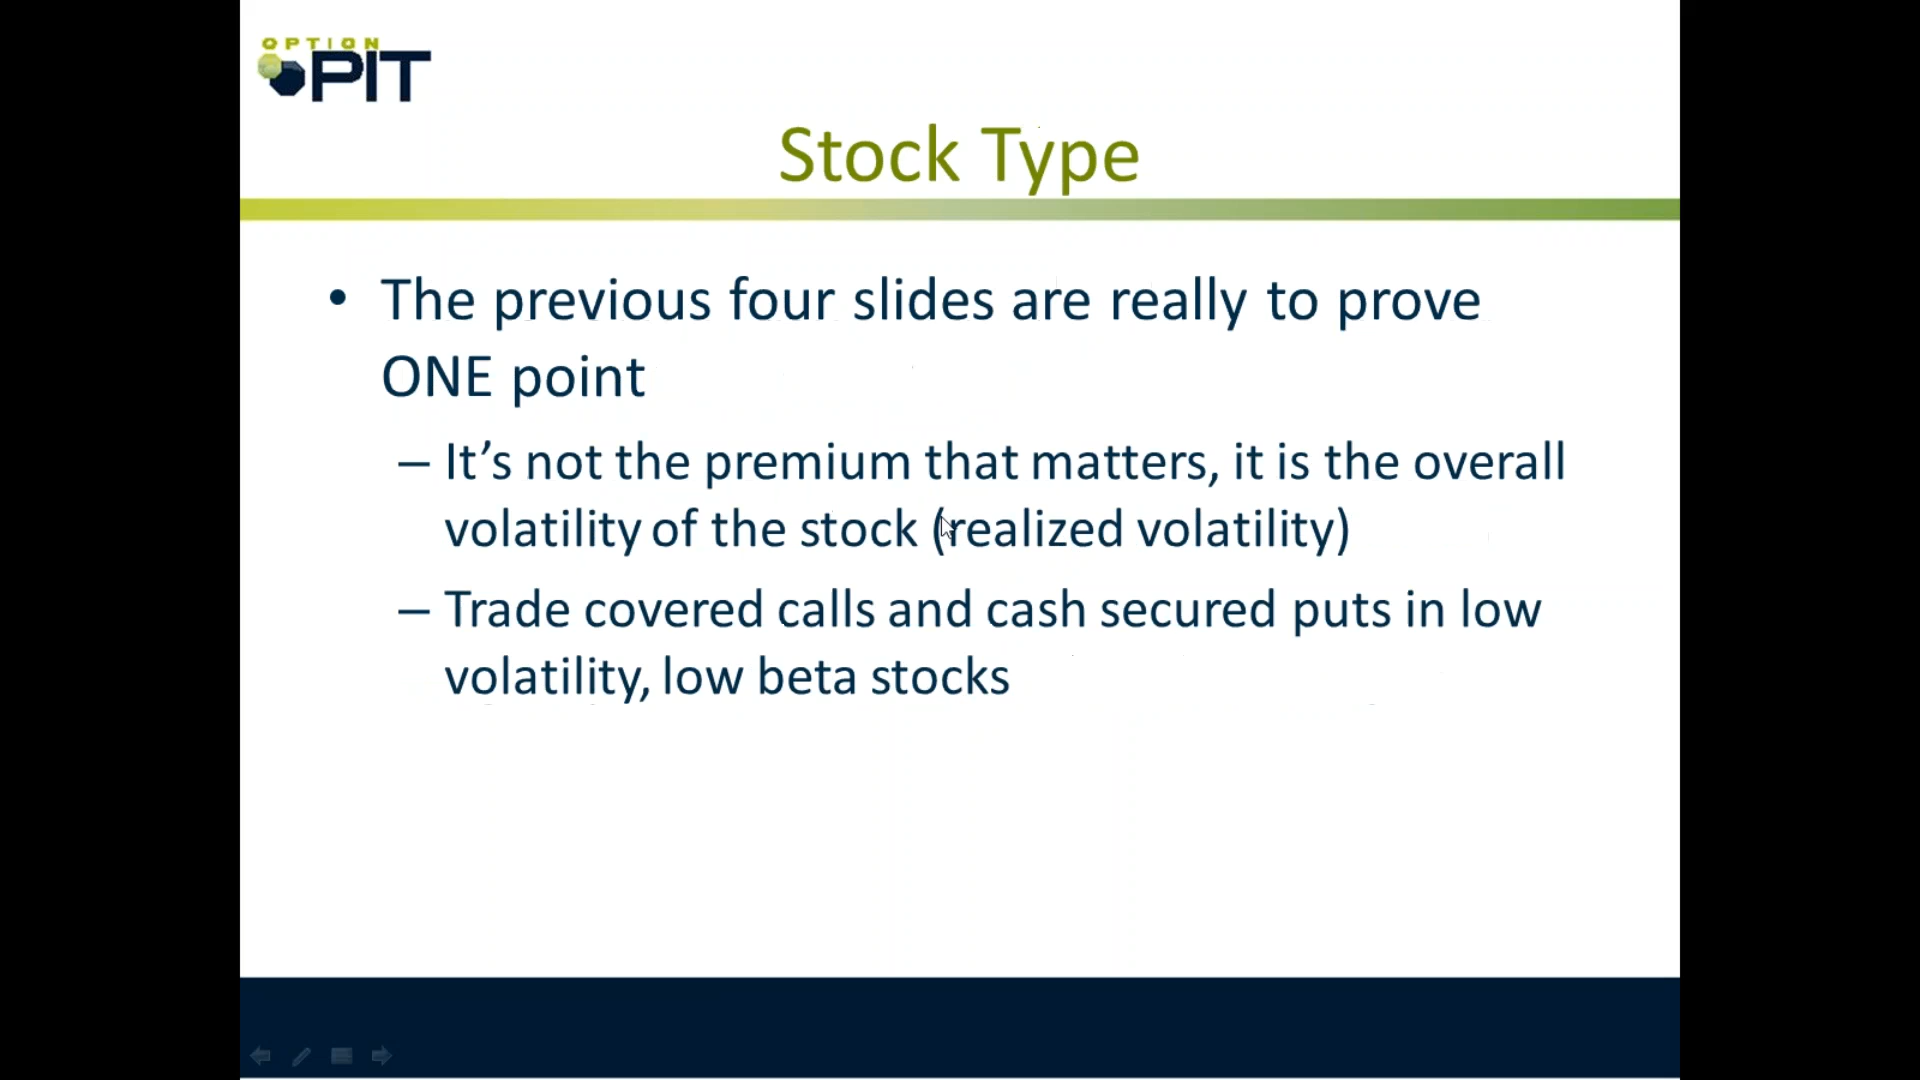 OPTION
PIT
Stock Type
• The previous four slides are really to prove
ONE point
– It’s not the premium that matters, it is the overall
volatility of the stock (realized volatility)
– Trade covered calls and cash secured puts in low
volatility, low beta stocks